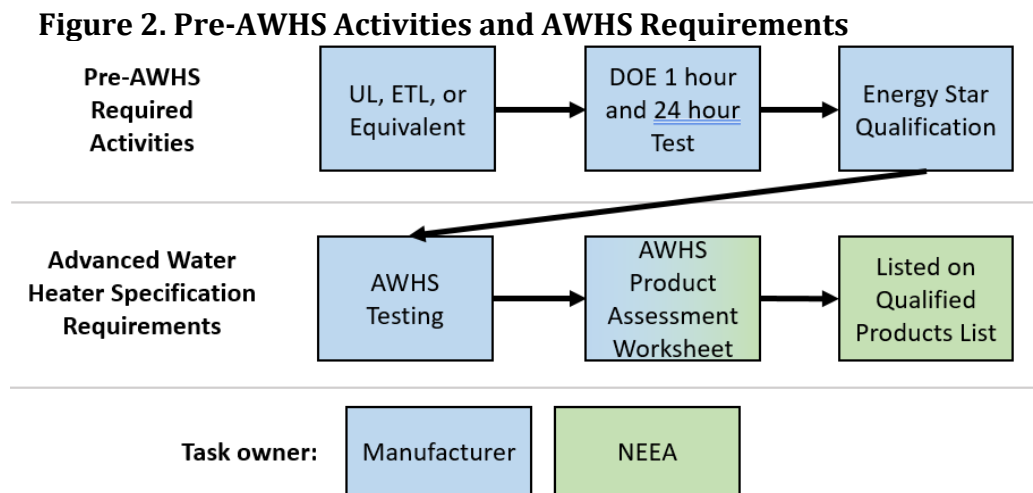 Figure 2. Pre-AWHS Activities and AWHS Requirements
Pre-AWHS
Required
Activities
UL, ETL, or
Equivalent
DOE 1 hour
and 24 hour
Test
Energy Star
Qualification
Advanced Water
Heater Specification
Requirements
AWHS
Testing
AWHS
Product
Assessment
Worksheet
Listed on
Qualified
Products List
Task owner:
Manufacturer
NEEA